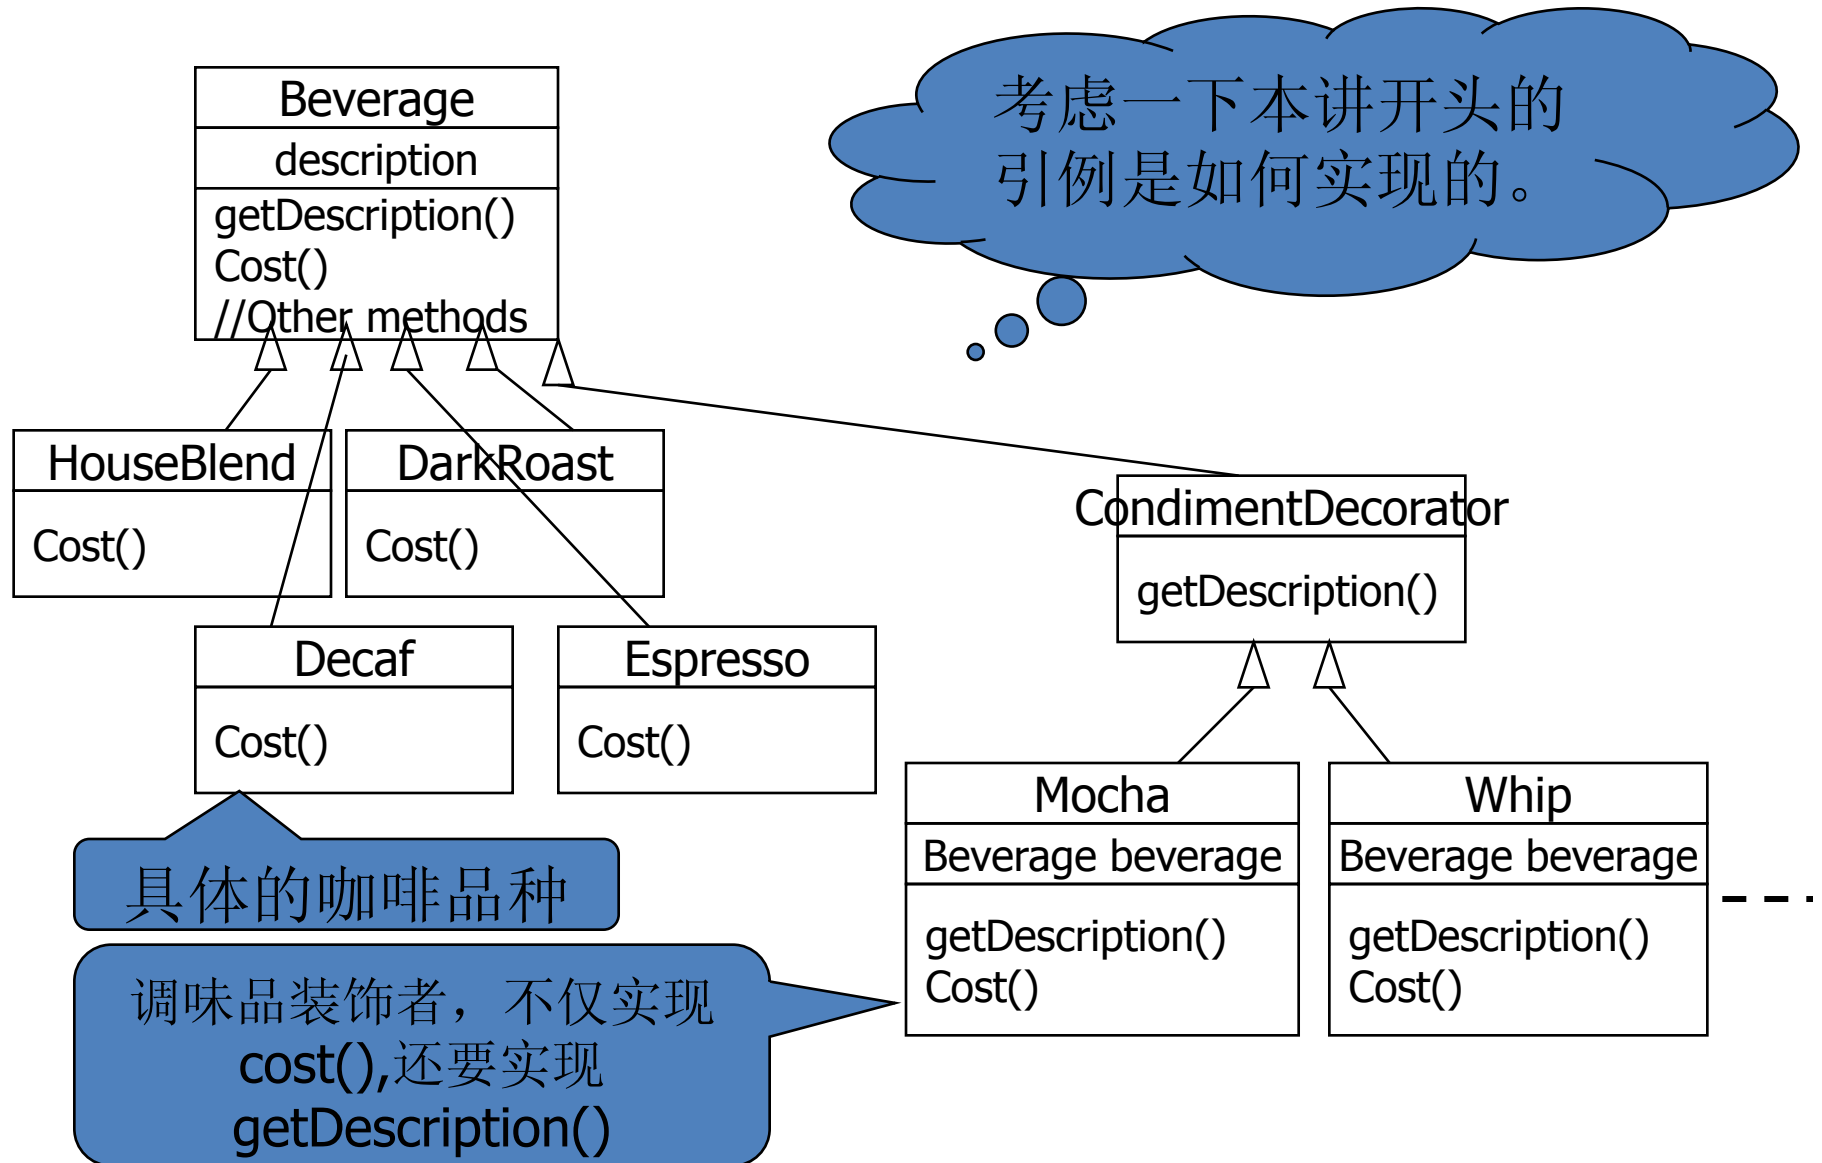 Beverage
description
getDescription()
Cost()
//Other methods
考虑一下本讲开头的
引例是如何实现的。
HouseBlend
Cost()
DarkRoast
Cost()
CondimentDecorator
getDescription()
Decaf
Cost()
Espresso
Cost()
Mocha
Beverage beverage
getDescription()
Cost()
Whip
Beverage beverage
getDescription()
Cost()
具体的咖啡品种
调味品装饰者，不仅实现
cost(),还要实现
getDescription()